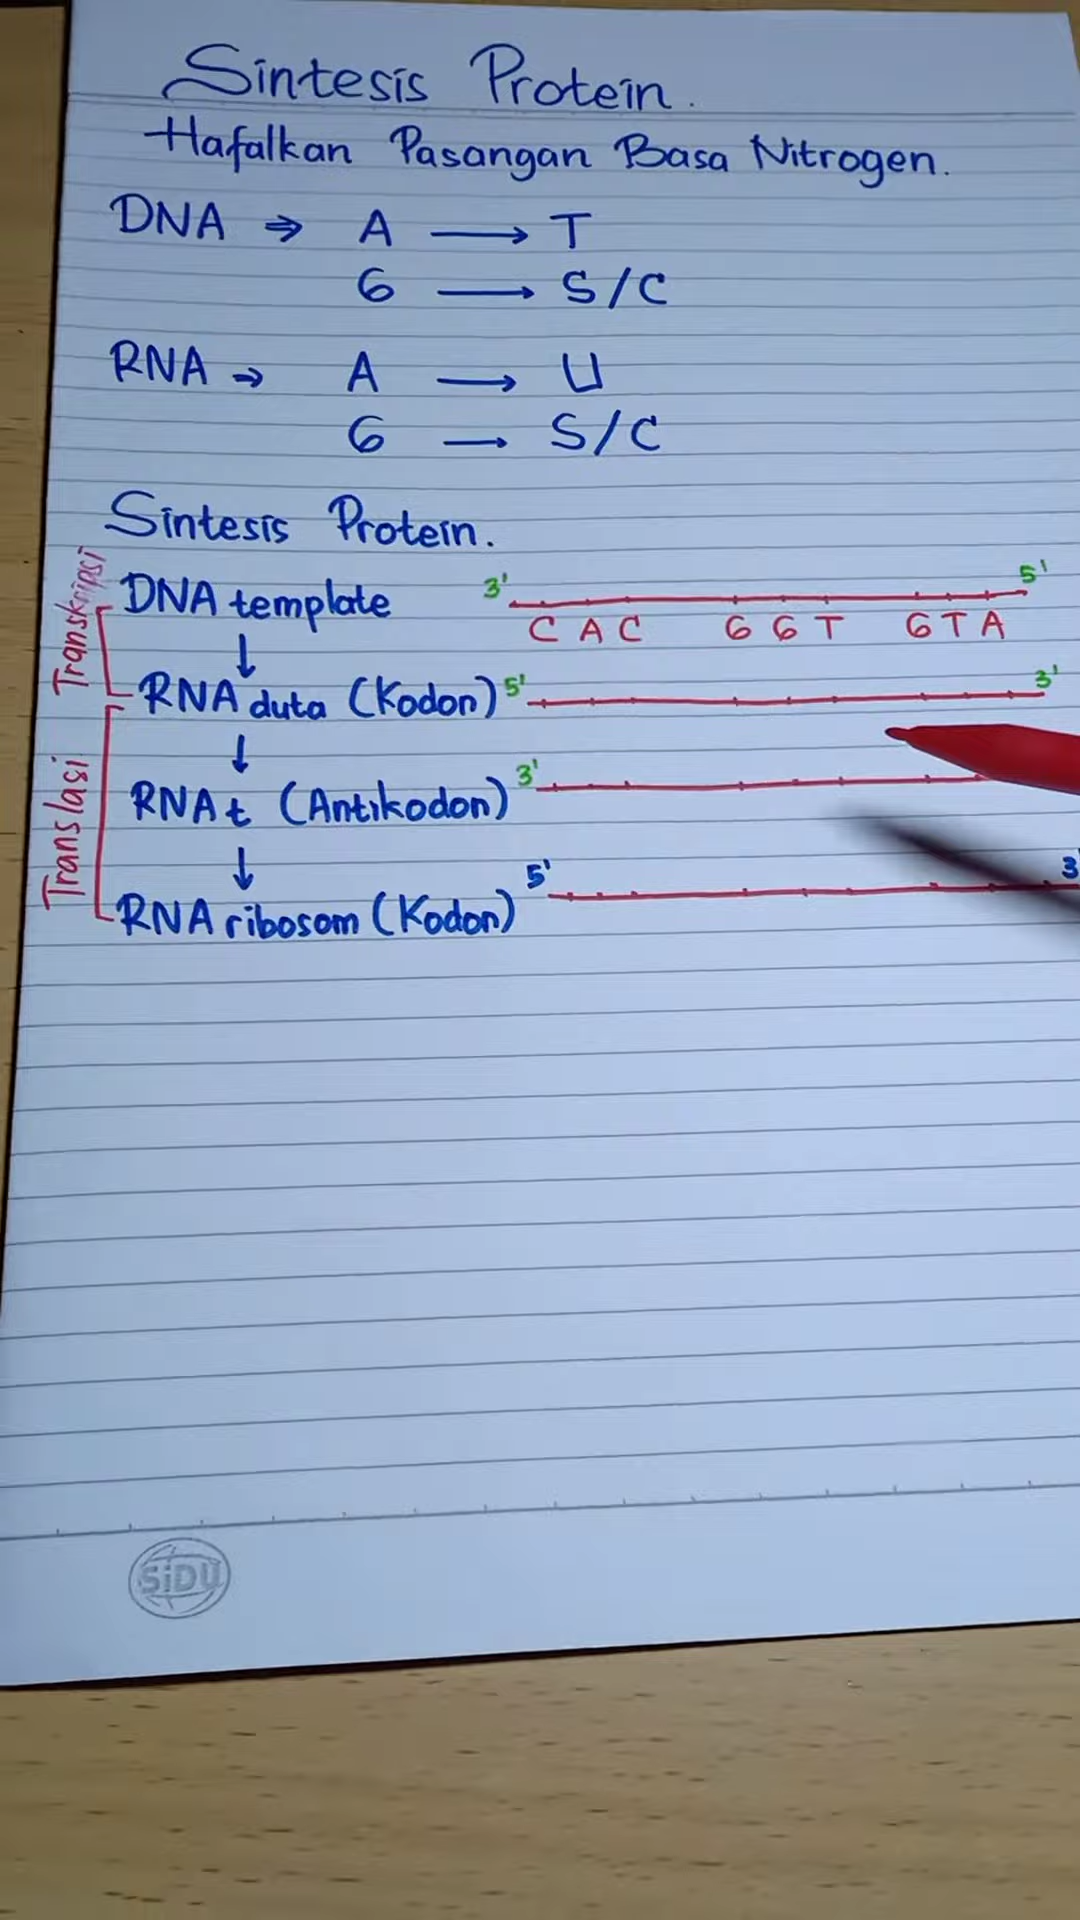 Sintesis Protein.
Hafalkan Pasangan Basa Nitrogen.
DNA ⇒ A → T
G → S/C
RNA ⇒ A → U
G → S/C
Sintesis Protein.
Transkripsi
DNA template 3' 5'
C A C G G T G T A
↓
RNA duta (Kodon) 5' 3'
Translasi
↓
RNA t (Antikodon) 3'
↓
RNA ribosom (Kodon) 5' 3'
SiDU